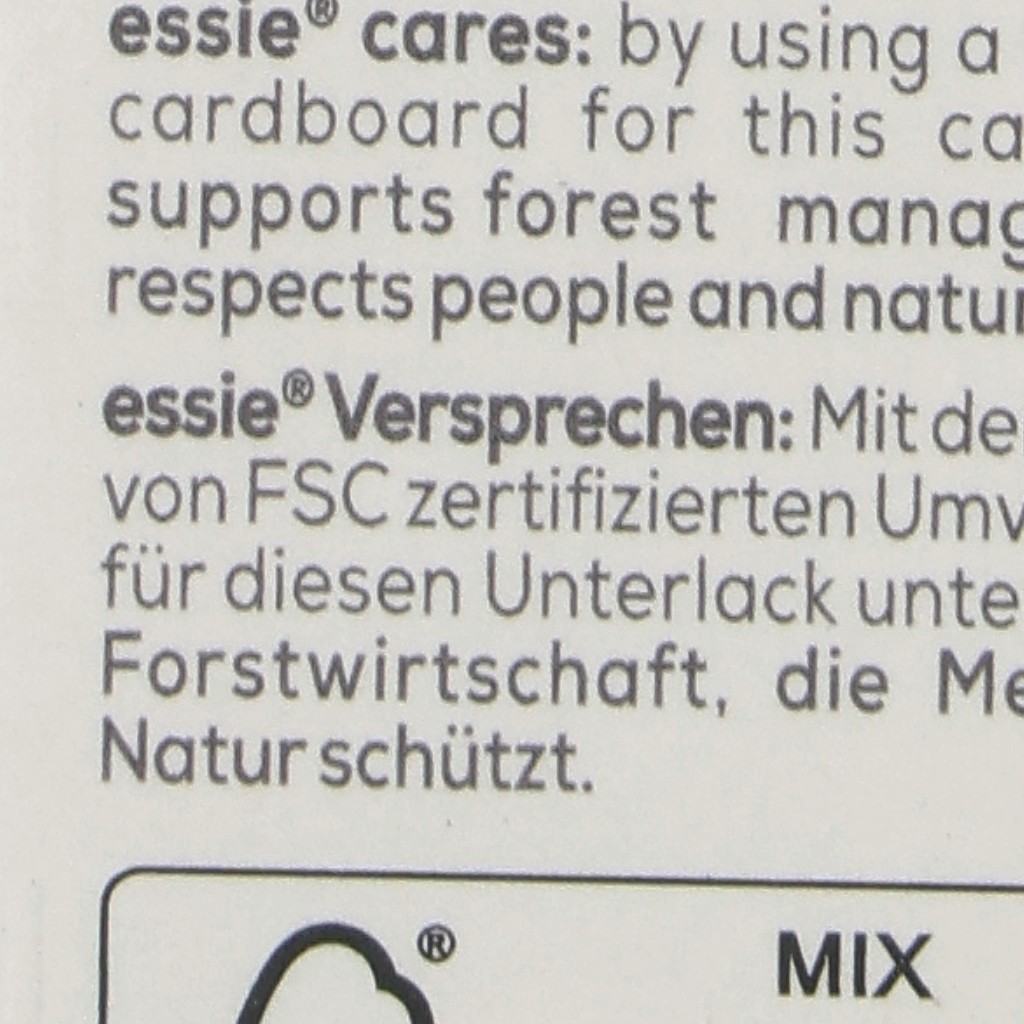 essie® cares: by using a
cardboard for this ca
supports forest manag
respects people and natur
essie® Versprechen: Mit de
von FSC zertifizierten Umv
für diesen Unterlack unte
Forstwirtschaft, die Me
Natur schützt.
®
MIX